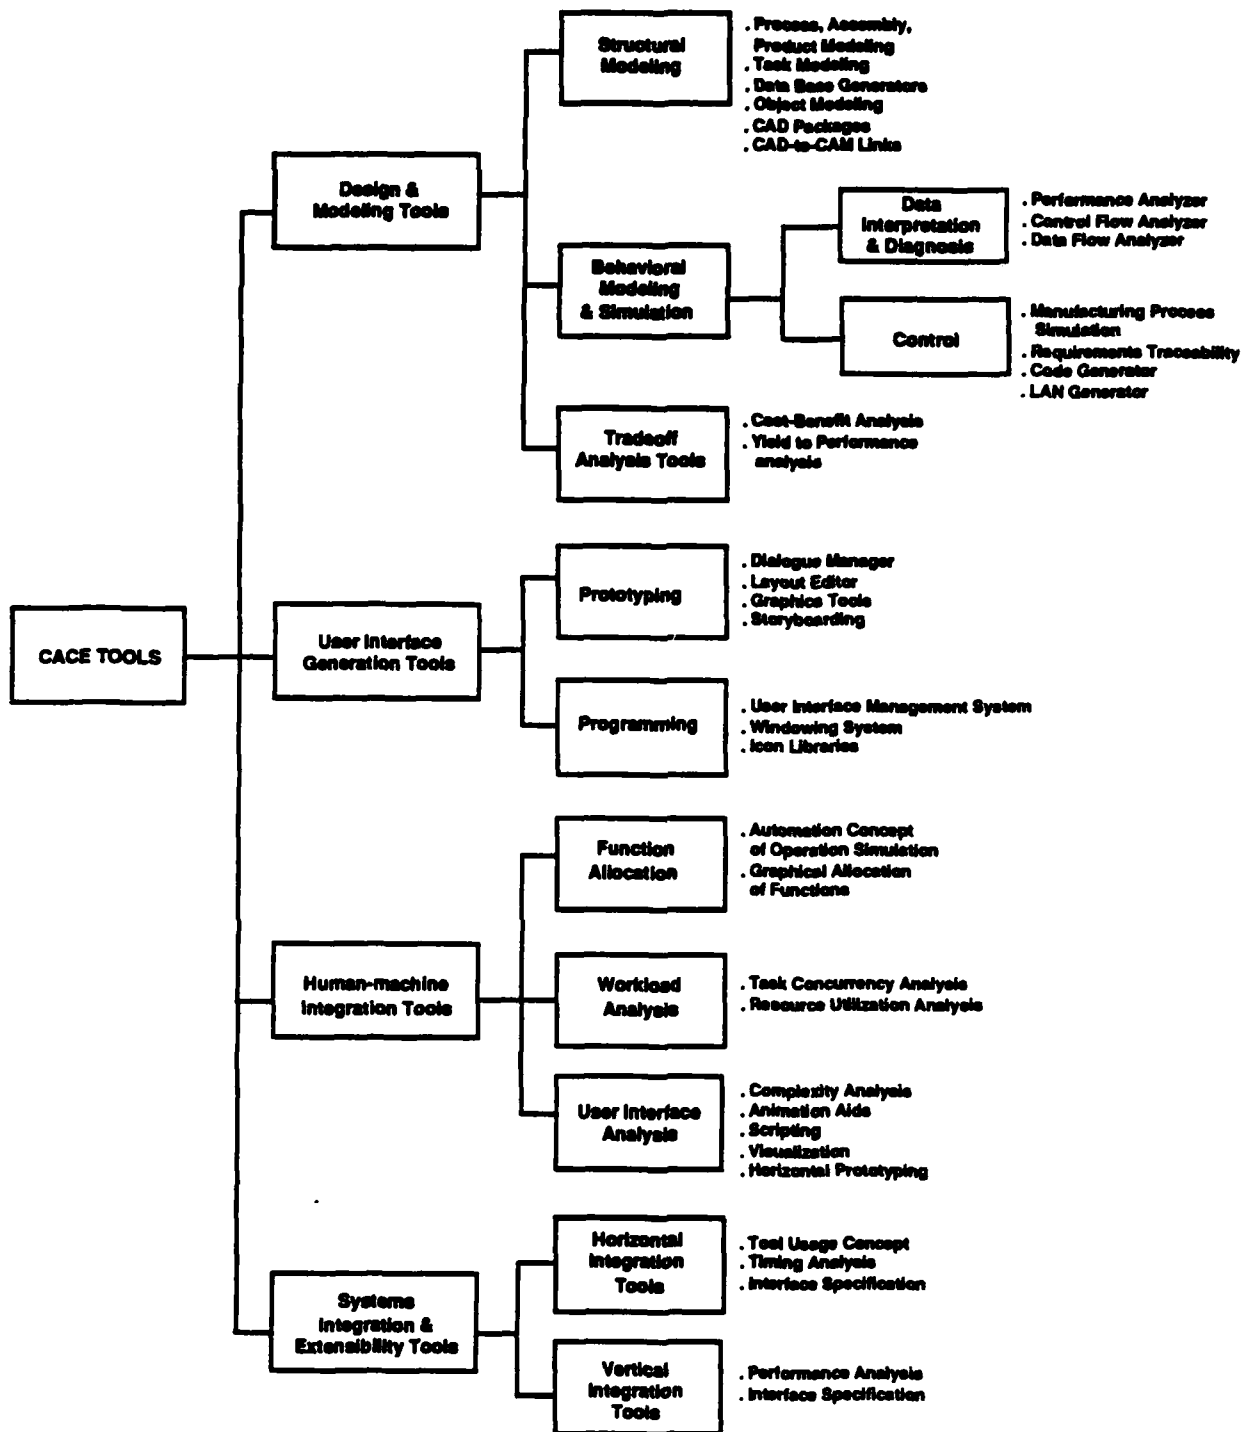 Structural
Modeling
. Process, Assembly,
Product Modeling
. Task Modeling
. Data Base Generators
. Object Modeling
. CAD Packages
. CAD-to-CAM Links
Design &
Modeling Tools
Behavioral
Modeling
& Simulation
Data
Interpretation
& Diagnosis
. Performance Analyzer
. Control Flow Analyzer
. Data Flow Analyzer
Control
. Manufacturing Process
Simulation
. Requirements Traceability
. Code Generator
. LAN Generator
Tradeoff
Analysis Tools
. Cost-Benefit Analysis
. Yield to Performance
analysis
CACE TOOLS
User Interface
Generation Tools
Prototyping
. Dialogue Manager
. Layout Editor
. Graphics Tools
. Storyboarding
Programming
. User Interface Management System
. Windowing System
. Icon Libraries
Human-machine
Integration Tools
Function
Allocation
. Automation Concept
of Operation Simulation
. Graphical Allocation
of Functions
Workload
Analysis
. Task Concurrency Analysis
. Resource Utilization Analysis
User Interface
Analysis
. Complexity Analysis
. Animation Aids
. Scripting
. Visualization
. Horizontal Prototyping
Systems
Integration &
Extensibility Tools
Horizontal
Integration
Tools
. Tool Usage Concept
. Timing Analysis
. Interface Specification
Vertical
Integration
Tools
. Performance Analysis
. Interface Specification